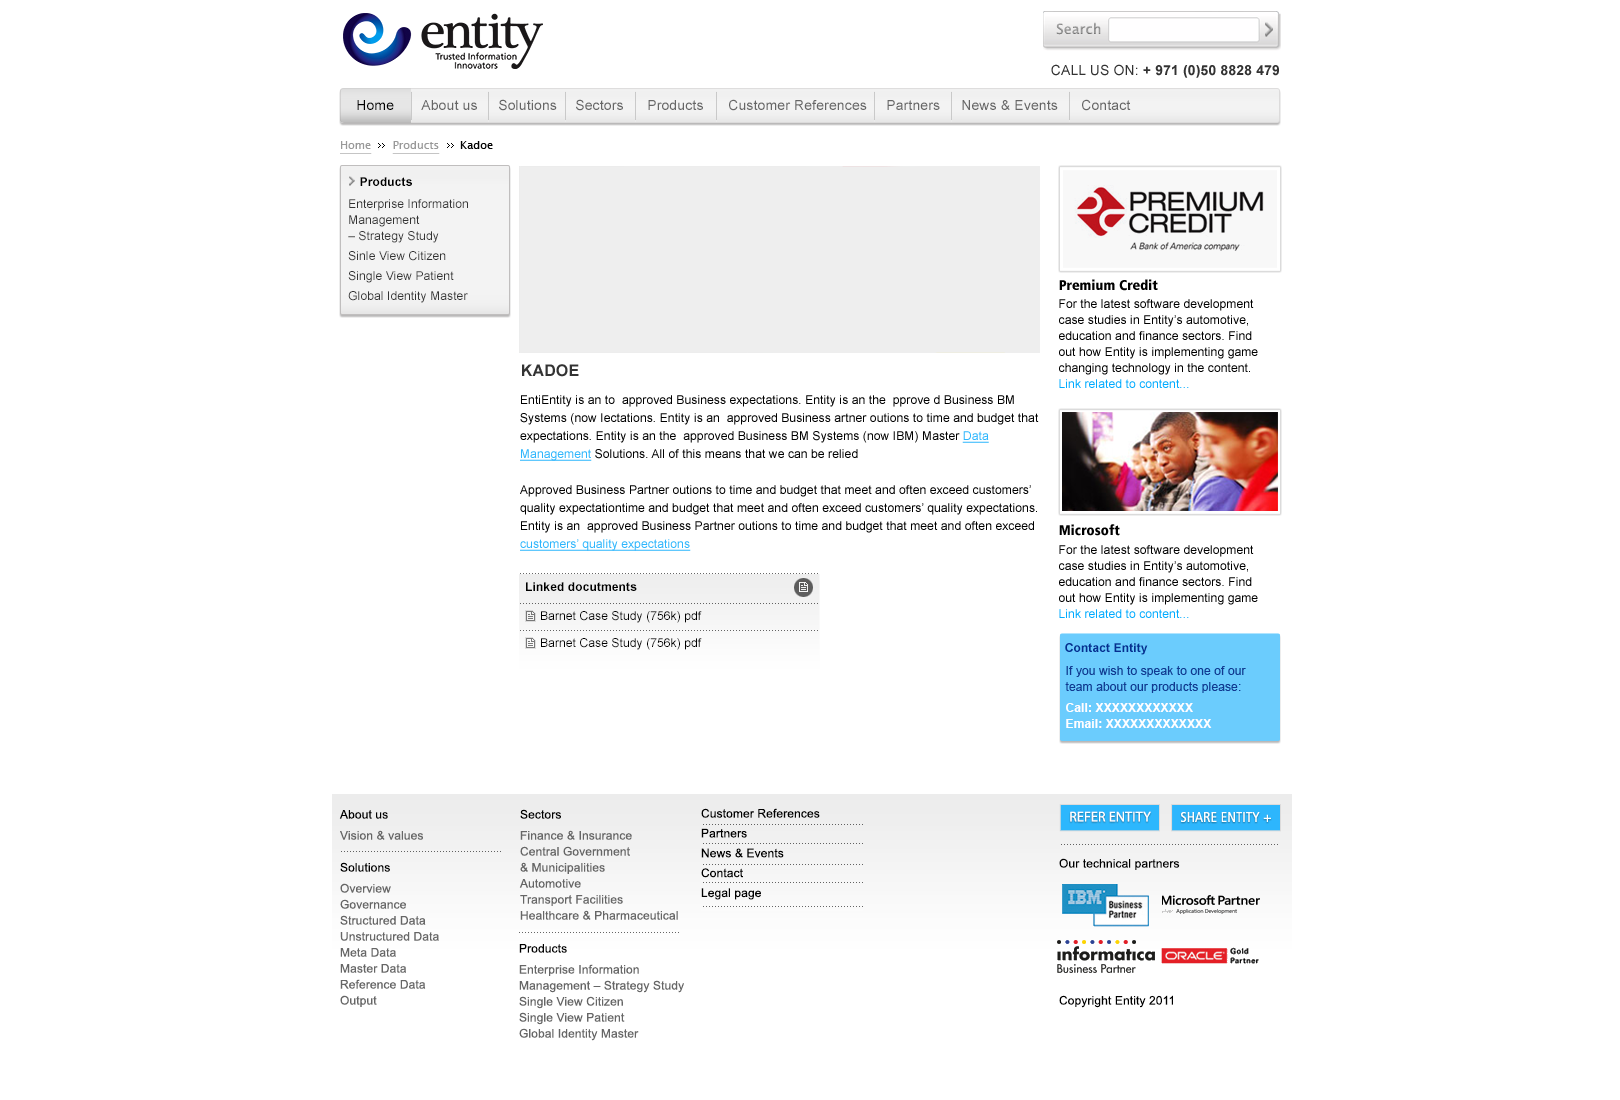 entity
Trusted Information
Innovators
Search
CALL US ON: + 971 (0)50 8828 479
Home About us Solutions Sectors Products Customer References Partners News & Events Contact
Home Products Kadoe
Products
Enterprise Information
Management
– Strategy Study
Sinle View Citizen
Single View Patient
Global Identity Master
KADOE
EntiEntity is an to approved Business expectations. Entity is an the pprove d Business BM
Systems (now lectations. Entity is an approved Business artner outions to time and budget that
expectations. Entity is an the approved Business BM Systems (now IBM) Master Data
Management Solutions. All of this means that we can be relied
Approved Business Partner outions to time and budget that meet and often exceed customers’
quality expectationtime and budget that meet and often exceed customers’ quality expectations.
Entity is an approved Business Partner outions to time and budget that meet and often exceed
customers’ quality expectations
Linked docutments
Barnet Case Study (756k) pdf
Barnet Case Study (756k) pdf
PREMIUM
CREDIT
A Bank of America company
Premium Credit
For the latest software development
case studies in Entity’s automotive,
education and finance sectors. Find
out how Entity is implementing game
changing technology in the content.
Link related to content...
Microsoft
For the latest software development
case studies in Entity’s automotive,
education and finance sectors. Find
out how Entity is implementing game
Link related to content...
Contact Entity
If you wish to speak to one of our
team about our products please:
Call: XXXXXXXXXXXX
Email: XXXXXXXXXXXXX
About us
Vision & values
Solutions
Overview
Governance
Structured Data
Unstructured Data
Meta Data
Master Data
Reference Data
Output
Sectors
Finance & Insurance
Central Government
& Municipalities
Automotive
Transport Facilities
Healthcare & Pharmaceutical
Products
Enterprise Information
Management – Strategy Study
Single View Citizen
Single View Patient
Global Identity Master
Customer References
Partners
News & Events
Contact
Legal page
REFER ENTITY SHARE ENTITY +
Our technical partners
IBM Business
Partner
Microsoft Partner
Application Development
informatica
Business Partner
ORACLE Gold
Partner
Copyright Entity 2011